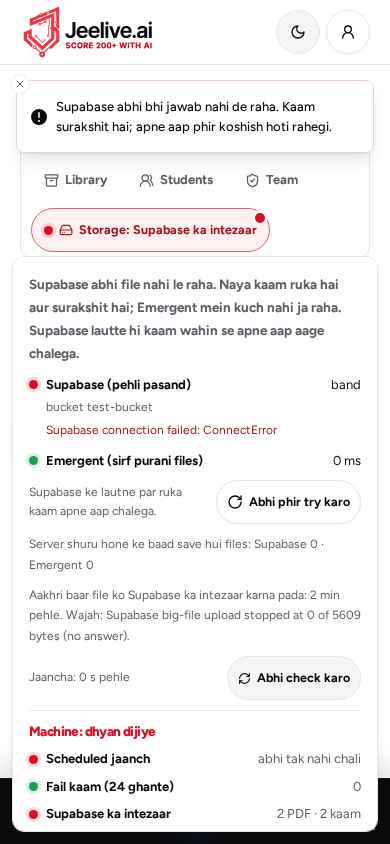 Jeelive.ai
SCORE 200+ WITH AI
Supabase abhi bhi jawab nahi de raha. Kaam
surakshit hai; apne aap phir koshish hoti rahegi.
Library
Students
Team
Storage: Supabase ka intezaar
Supabase abhi file nahi le raha. Naya kaam ruka hai
aur surakshit hai; Emergent mein kuch nahi ja raha.
Supabase lautte hi kaam wahin se apne aap aage
chalega.
Supabase (pehli pasand) band
bucket test-bucket
Supabase connection failed: ConnectError
Emergent (sirf purani files) 0 ms
Supabase ke lautne par ruka
kaam apne aap chalega.
Abhi phir try karo
Server shuru hone ke baad save hui files: Supabase 0 ·
Emergent 0
Aakhri baar file ko Supabase ka intezaar karna pada: 2 min
pehle. Wajah: Supabase big-file upload stopped at 0 of 5609
bytes (no answer).
Jaancha: 0 s pehle
Abhi check karo
Machine: dhyan dijiye
Scheduled jaanch abhi tak nahi chali
Fail kaam (24 ghante) 0
Supabase ka intezaar 2 PDF · 2 kaam